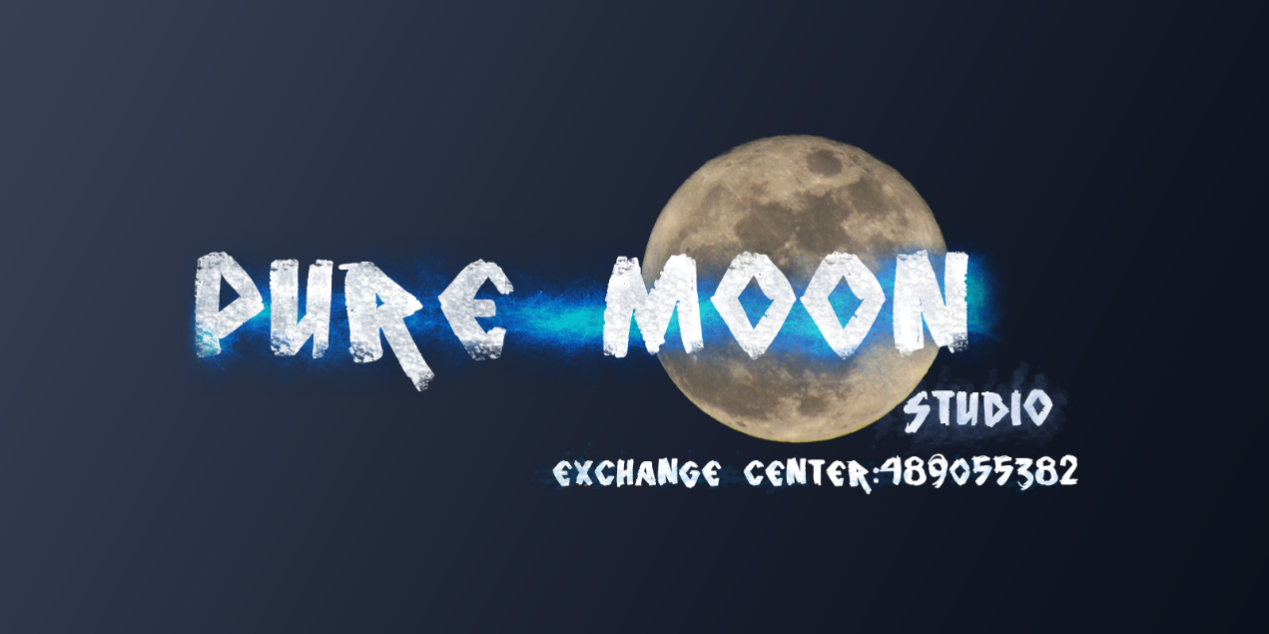 PURE MOON
STUDIO
EXCHANGE CENTER:489055382